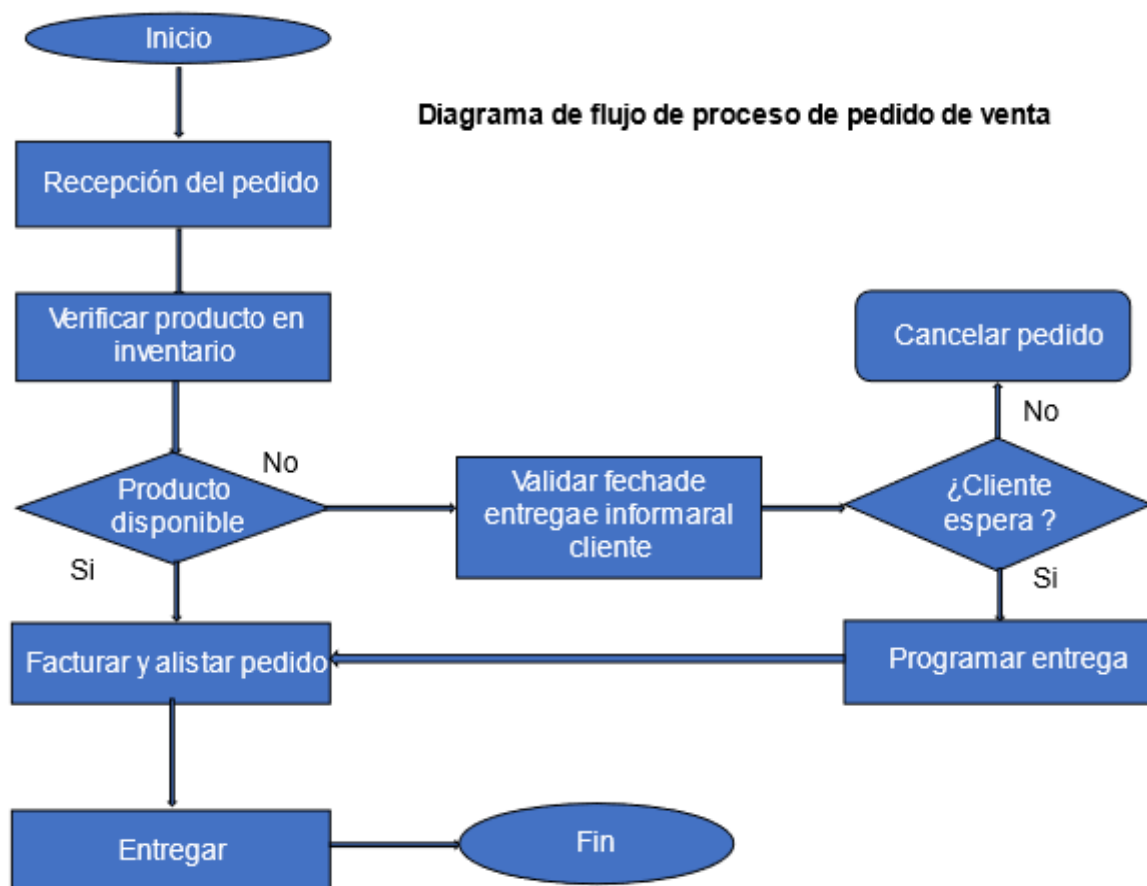 Inicio
Diagrama de flujo de proceso de pedido de venta
Recepción del pedido
Verificar producto en
inventario
Cancelar pedido
No
No
Producto
disponible
Validar fechade
entregae informaral
cliente
¿Cliente
espera ?
Si
Si
Facturar y alistar pedido
Programar entrega
Entregar
Fin